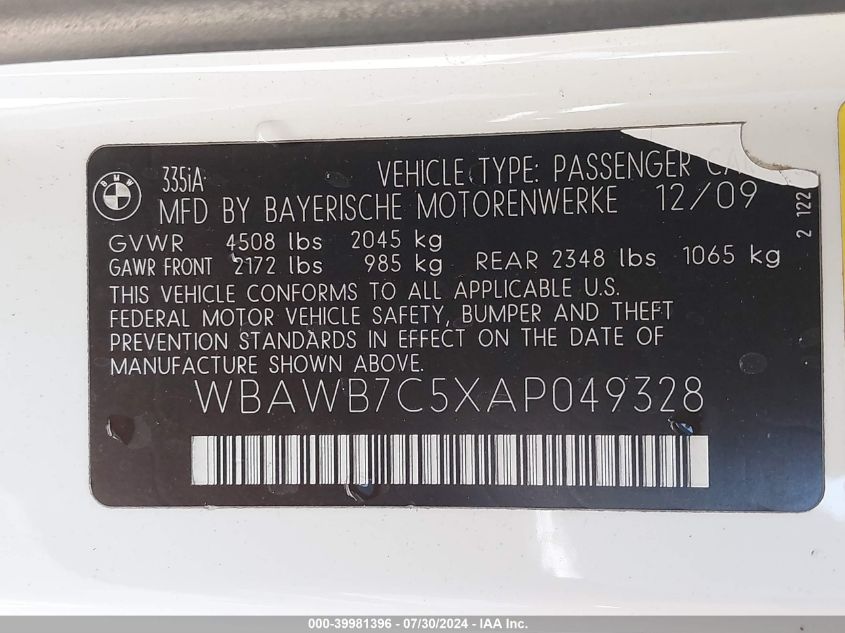 BMW
335iA
VEHICLE TYPE: PASSENGER
MFD BY BAYERISCHE MOTORENWERKE 12/09
GVWR 4508 lbs 2045 kg
GAWR FRONT 2172 lbs 985 kg REAR 2348 lbs 1065 kg
THIS VEHICLE CONFORMS TO ALL APPLICABLE U.S.
FEDERAL MOTOR VEHICLE SAFETY, BUMPER AND THEFT
PREVENTION STANDARDS IN EFFECT ON THE DATE OF
MANUFACTURE SHOWN ABOVE.
WBAWB7C5XAP049328
2 122
000-39981396 - 07/30/2024 - IAA Inc.